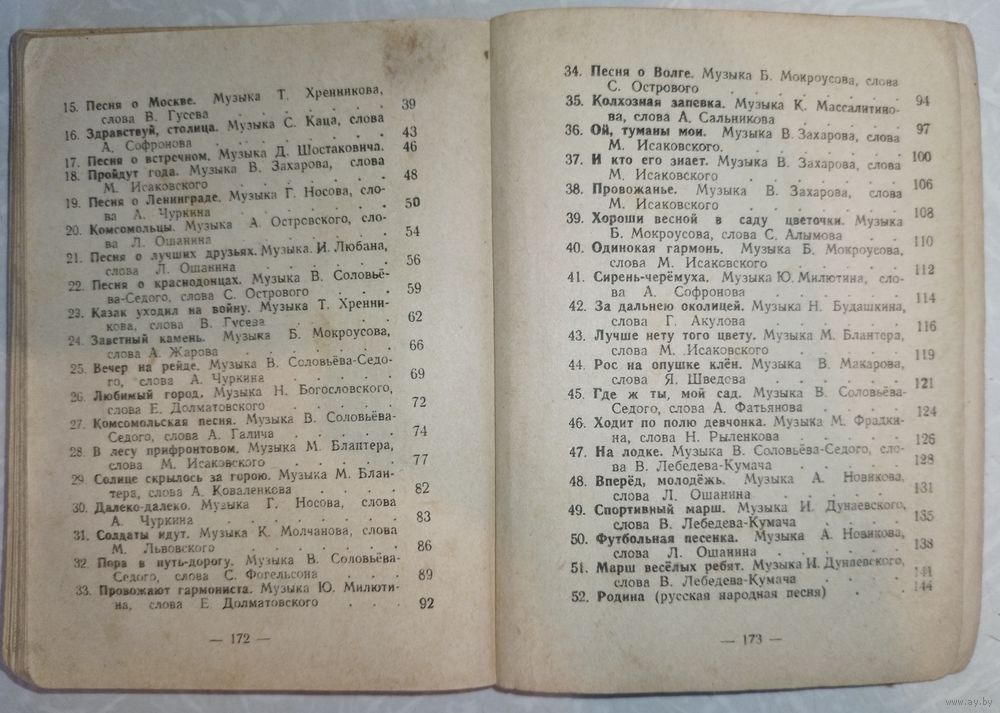 15. Песня о Москве. Музыка Т. Хренникова,
слова В. Гусева . . . . . . 39
16. Здравствуй, столица. Музыка С. Каца, слова
А. Софронова . . . . . . 43
17. Песня о встречном. Музыка Д. Шостаковича. 46
18. Пройдут года. Музыка В. Захарова, слова
М. Исаковского . . . . . 48
19. Песня о Ленинграде. Музыка Г. Носова, сло-
ва А. Чуркина . . . . . . 50
20. Комсомольцы. Музыка А. Островского, сло-
ва Л. Ошанина . . . . . . 54
21. Песня о лучших друзьях. Музыка. И. Любана,
слова Л. Ошанина . . . . . 56
22. Песня о краснодонцах. Музыка В. Соловьё-
ва-Седого, слова С. Острового . . . 59
23. Казак уходил на войну. Музыка Т. Хренни-
кова, слова В. Гусева . . . . . 62
24. Заветный камень. Музыка Б. Мокроусова,
слова А. Жарова . . . . . . 66
25. Вечер на рейде. Музыка В. Соловьёва-Седо-
го, слова А. Чуркина . . . . . 69
26. Любимый город. Музыка Н. Богословского,
слова Е. Долматовского . . . . 72
27. Комсомольская песня. Музыка В. Соловьёва-
Седого, слова А. Галича . . . . 74
28. В лесу прифронтовом. Музыка М. Блантера,
слова М. Исаковского . . . . 77
29. Солнце скрылось за горою. Музыка М. Блан-
тера, слова А. Коваленкова . . . . 82
30. Далеко-далеко. Музыка Г. Носова, слова
А. Чуркина . . . . . . . 83
31. Солдаты идут. Музыка К. Молчанова, слова
М. Львовского . . . . . . 86
32. Пора в путь-дорогу. Музыка В. Соловьёва-
Седого, слова С. Фогельсона . . . 89
33. Провожают гармониста. Музыка Ю. Милюти-
на, слова Е. Долматовского . . . 92
— 172 —
34. Песня о Волге. Музыка Б. Мокроусова, слова
С. Острового . . . . . . 94
35. Колхозная запевка. Музыка К. Массалитино-
ва, слова А. Сальникова . . . . 97
36. Ой, туманы мои. Музыка В. Захарова, слова
М. Исаковского. . . . . . 100
37. И кто его знает. Музыка В. Захарова, слова
М. Исаковского . . . . . 106
38. Провожанье. Музыка В. Захарова, слова
М. Исаковского . . . . . 108
39. Хороши весной в саду цветочки. Музыка
Б. Мокроусова, слова С. Алымова . . 110
40. Одинокая гармонь. Музыка Б. Мокроусова,
слова М. Исаковского . . . . 112
41. Сирень-черёмуха. Музыка Ю. Милютина, сло-
ва А. Софронова . . . . . 114
42. За дальнею околицей. Музыка Н. Будашкина,
слова Г. Акулова . . . . . 116
43. Лучше нету того цвету. Музыка М. Блантера,
слова М. Исаковского . . . . 119
44. Рос на опушке клён. Музыка В. Макарова,
слова Я. Шведова . . . . . 121
45. Где ж ты, мой сад. Музыка В. Соловьёва-
Седого, слова А. Фатьянова . . . . 124
46. Ходит по полю девчонка. Музыка М. Фрадки-
на, слова Н. Рыленкова . . . . 126
47. На лодке. Музыка В. Соловьёва-Седого, сло-
ва В. Лебедева-Кумача . . . . 128
48. Вперёд, молодёжь. Музыка А. Новикова,
слова Л. Ошанина . . . . . 131
49. Спортивный марш. Музыка И. Дунаевского,
слова В. Лебедева-Кумача . . . . 135
50. Футбольная песенка. Музыка А. Новикова,
слова Л. Ошанина . . . . . 138
51. Марш весёлых ребят. Музыка И. Дунаевского,
слова В. Лебедева-Кумача . . . . 141
52. Родина (русская народная песня) . . 144
— 173 —
www.ay.by